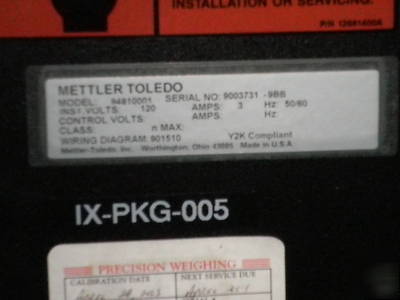 INSTALLATION OR SERVICING.
P/N 12681400A
METTLER TOLEDO
MODEL: 94810001 SERIAL NO: 9003731 -9BB
INST VOLTS: 120 AMPS: 3 Hz: 50/60
CONTROL VOLTS: AMPS: Hz:
CLASS: n MAX:
WIRING DIAGRAM: 901510 Y2K Compliant
Mettler-Toledo, Inc. Worthington, Ohio 43085 Made in U.S.A.
IX-PKG-005
PRECISION WEIGHING
CALIBRATION DATE NEXT SERVICE DUE